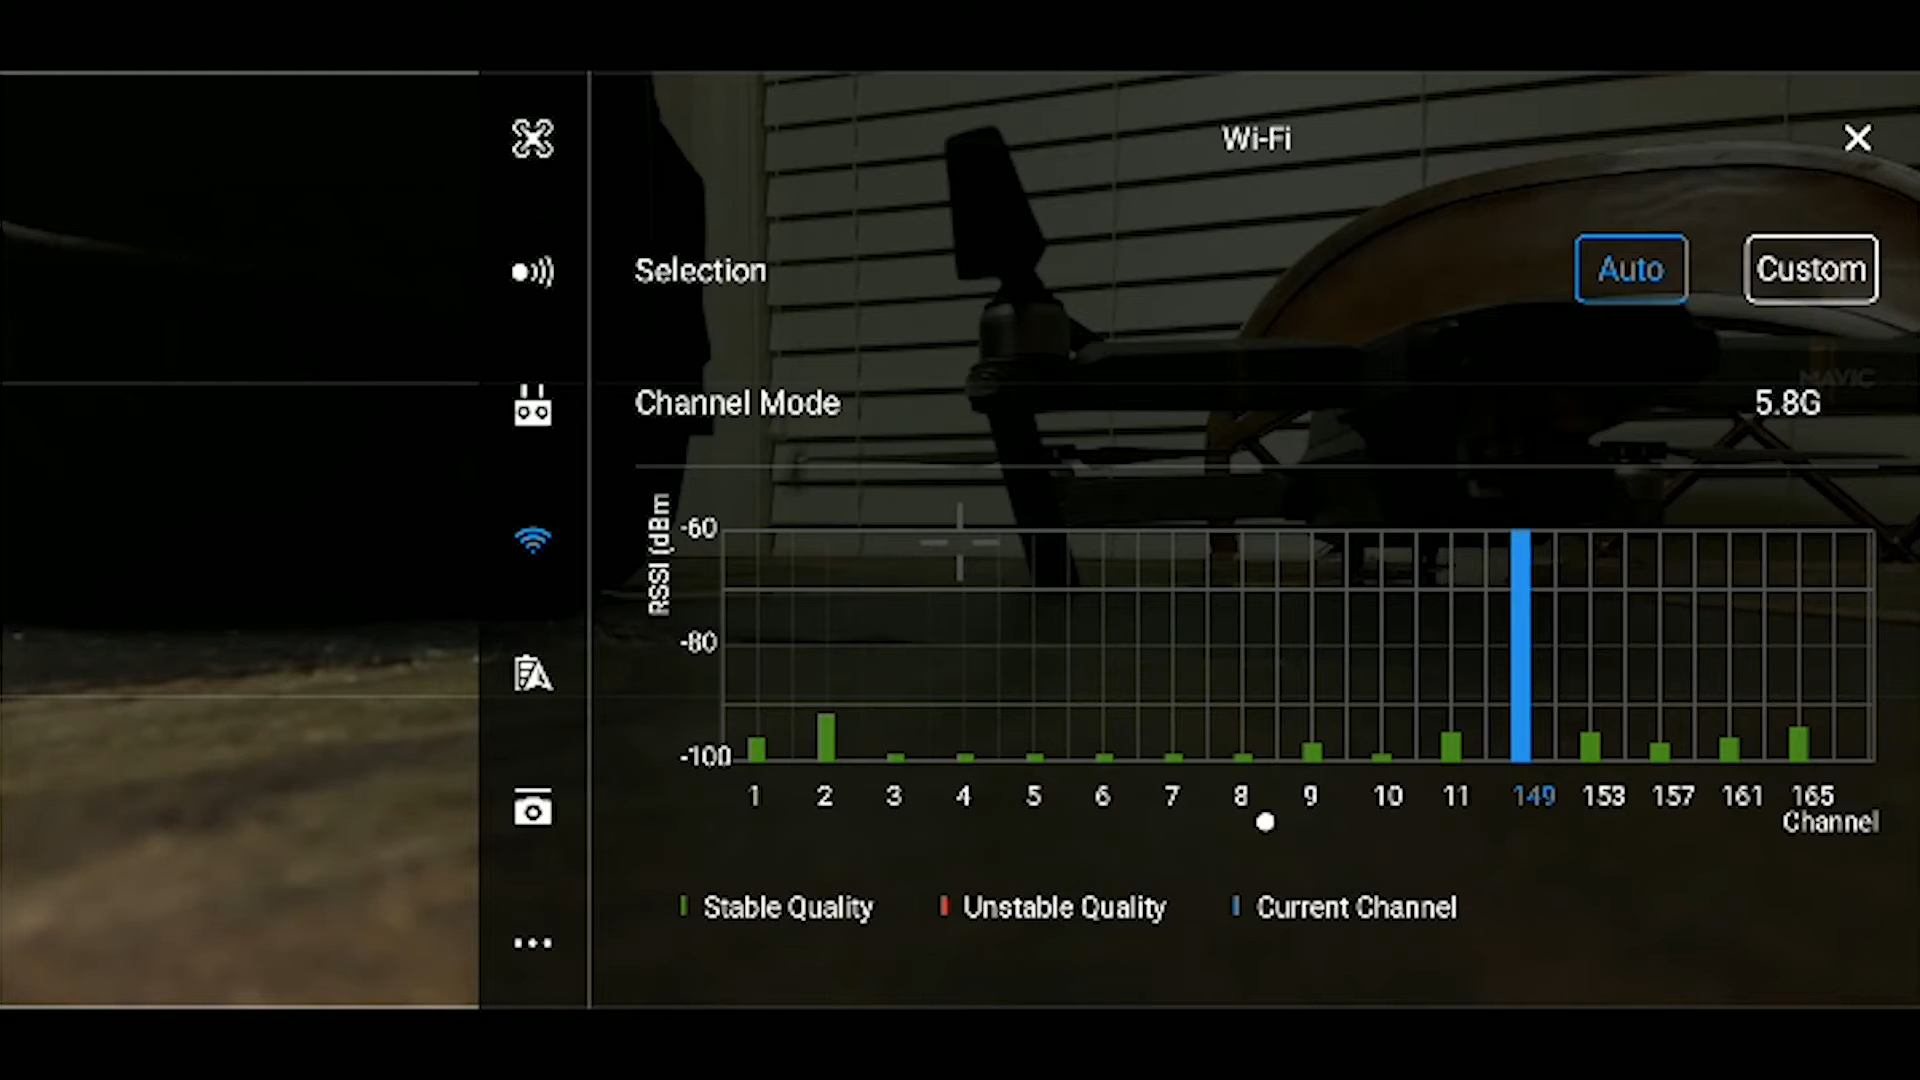 Wi-Fi
Selection
Auto
Custom
MAVIC
Channel Mode
5.8G
RSSI (dBm
-60
-80
-100
1 2 3 4 5 6 7 8 9 10 11 149 153 157 161 165
Channel
Stable Quality
Unstable Quality
Current Channel